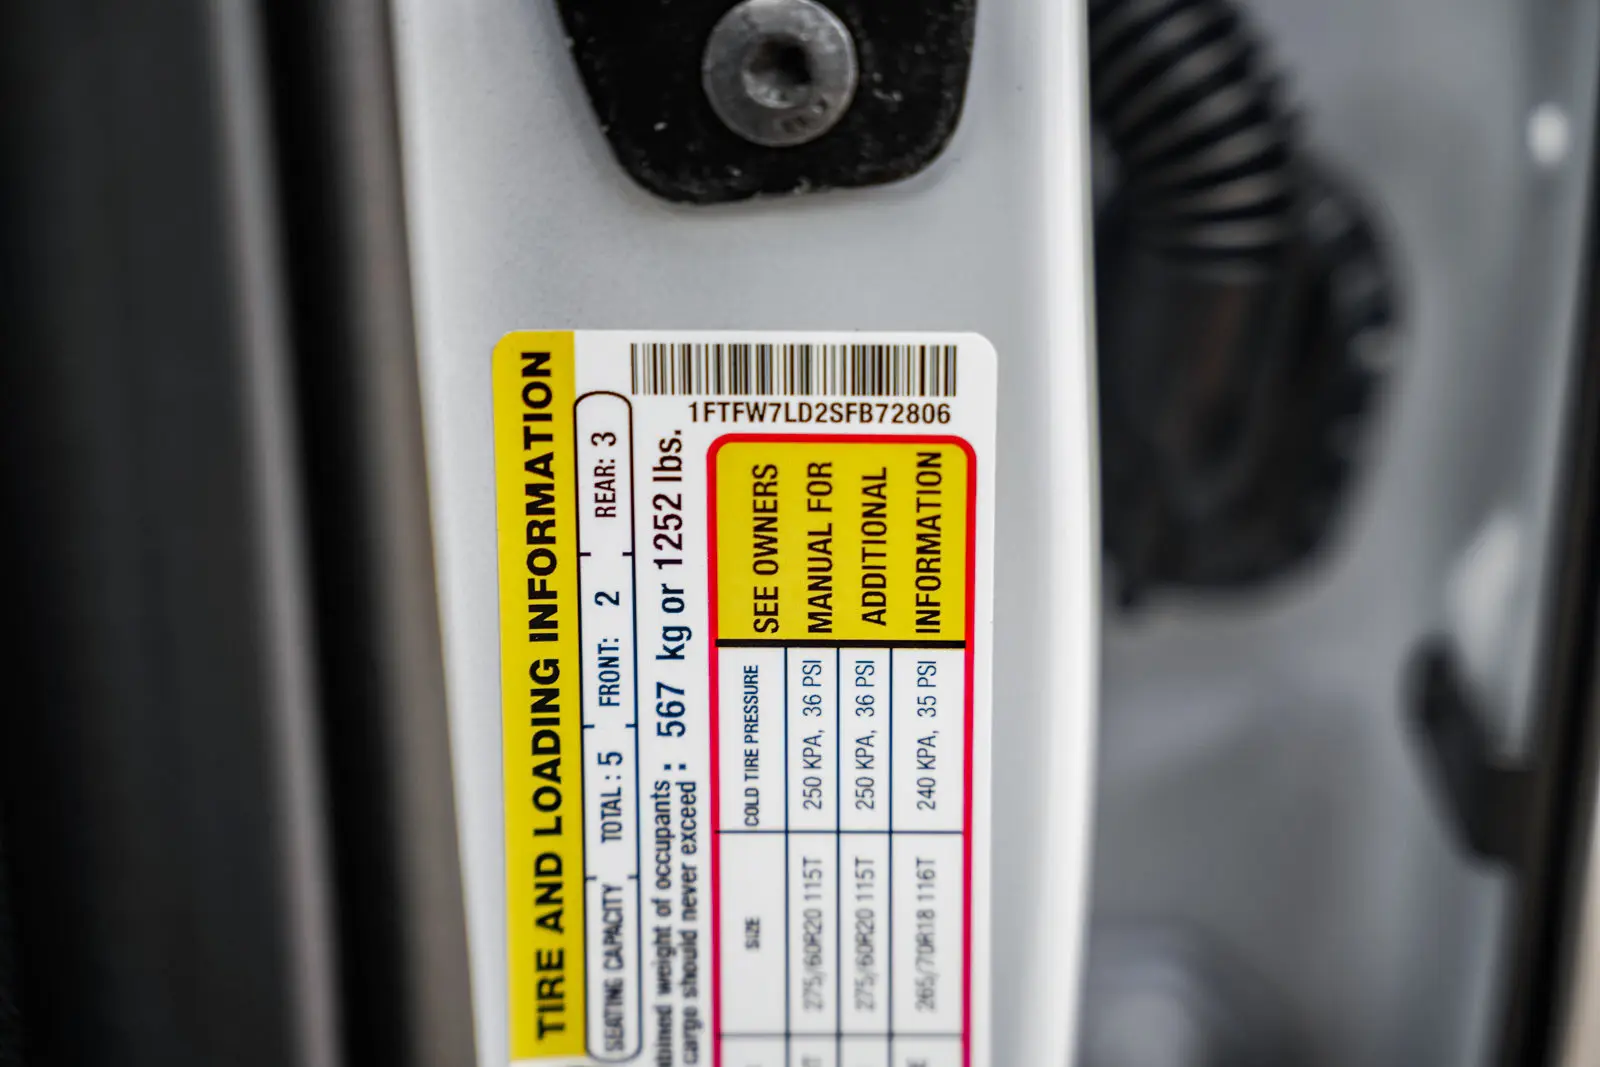 1FTFW7LD2SFB72806
TIRE AND LOADING INFORMATION
SEATING CAPACITY TOTAL : 5 FRONT: 2 REAR: 3
weight of occupants :
cargo should never exceed : 567 kg or 1252 lbs.
SIZE COLD TIRE PRESSURE SEE OWNERS
275/60R20 115T 250 KPA, 36 PSI MANUAL FOR
275/60R20 115T 250 KPA, 36 PSI ADDITIONAL
265/70R18 116T 240 KPA, 35 PSI INFORMATION